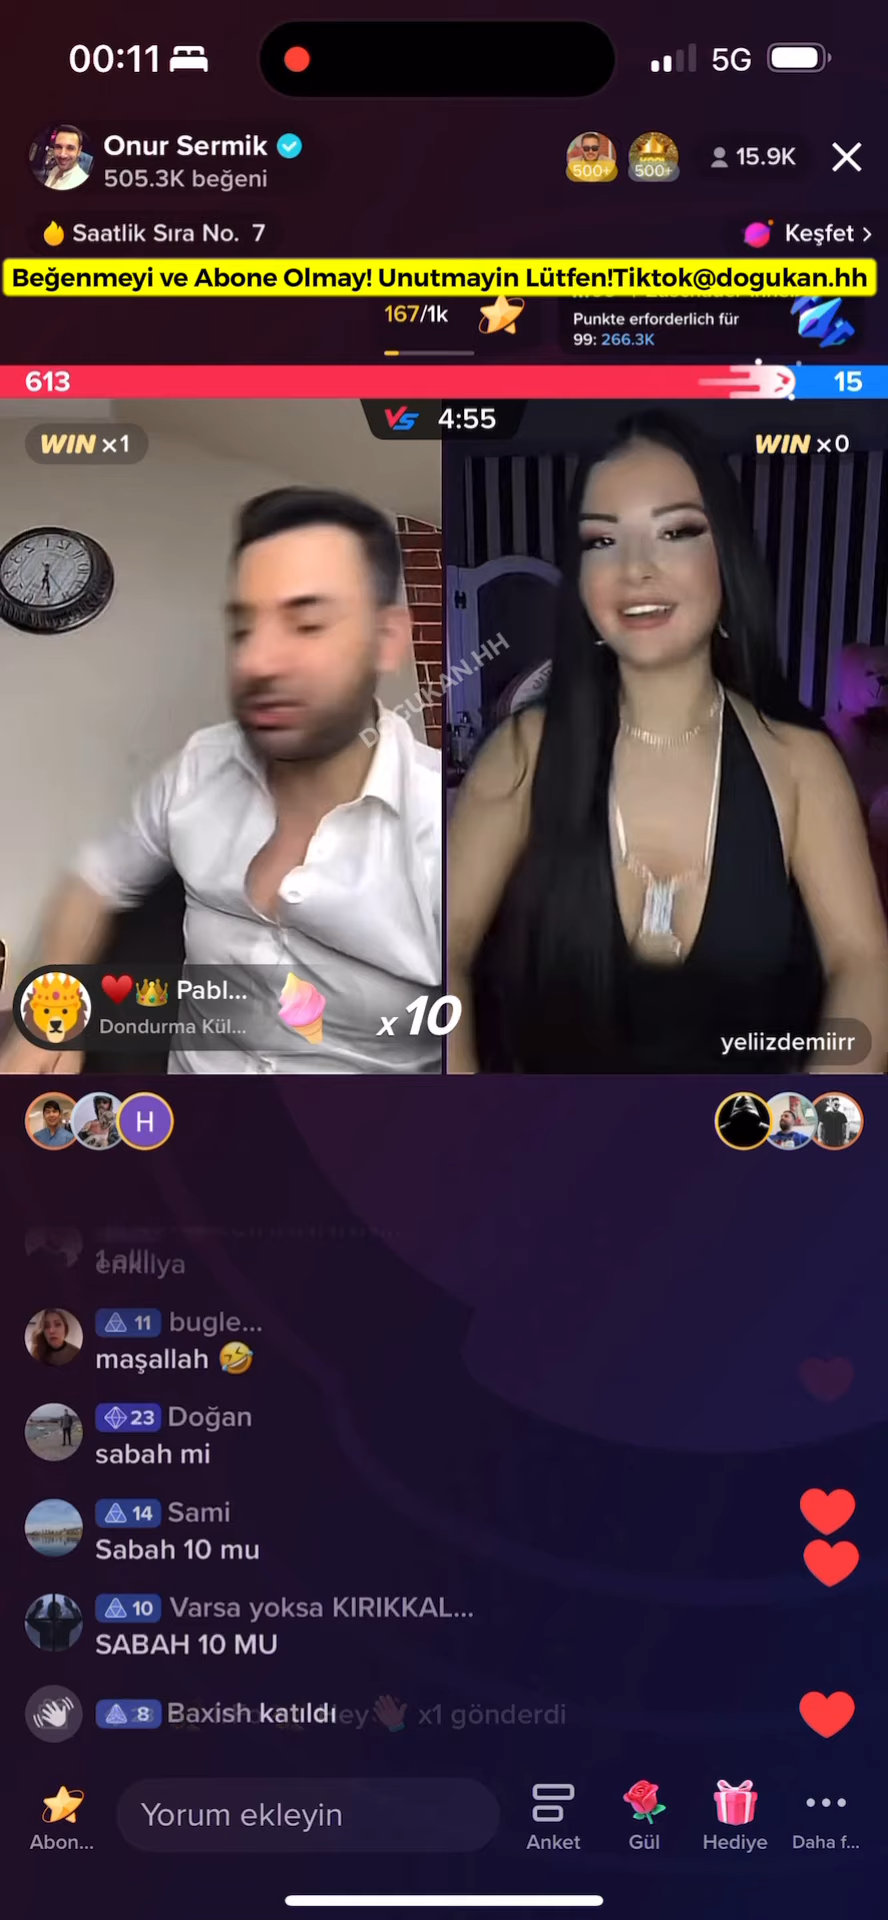 00:11
5G
Onur Sermik
505.3K beğeni
500+
500+
15.9K
Saatlik Sıra No. 7
Keşfet >
Beğenmeyi ve Abone Olmay! Unutmayin Lütfen!Tiktok@dogukan.hh
167/1k
Punkte erforderlich für
99: 266.3K
613
15
VS 4:55
WIN x1
WIN x0
DOGUKAN.HH
Pabl...
Dondurma Kül...
x10
yeliizdemiirr
H
enkilya
11 bugle...
maşallah
23 Doğan
sabah mi
14 Sami
Sabah 10 mu
10 Varsa yoksa KIRIKKAL...
SABAH 10 MU
8 Baxish katıldı
x1 gönderdi
Abon...
Yorum ekleyin
Anket
Gül
Hediye
Daha f...